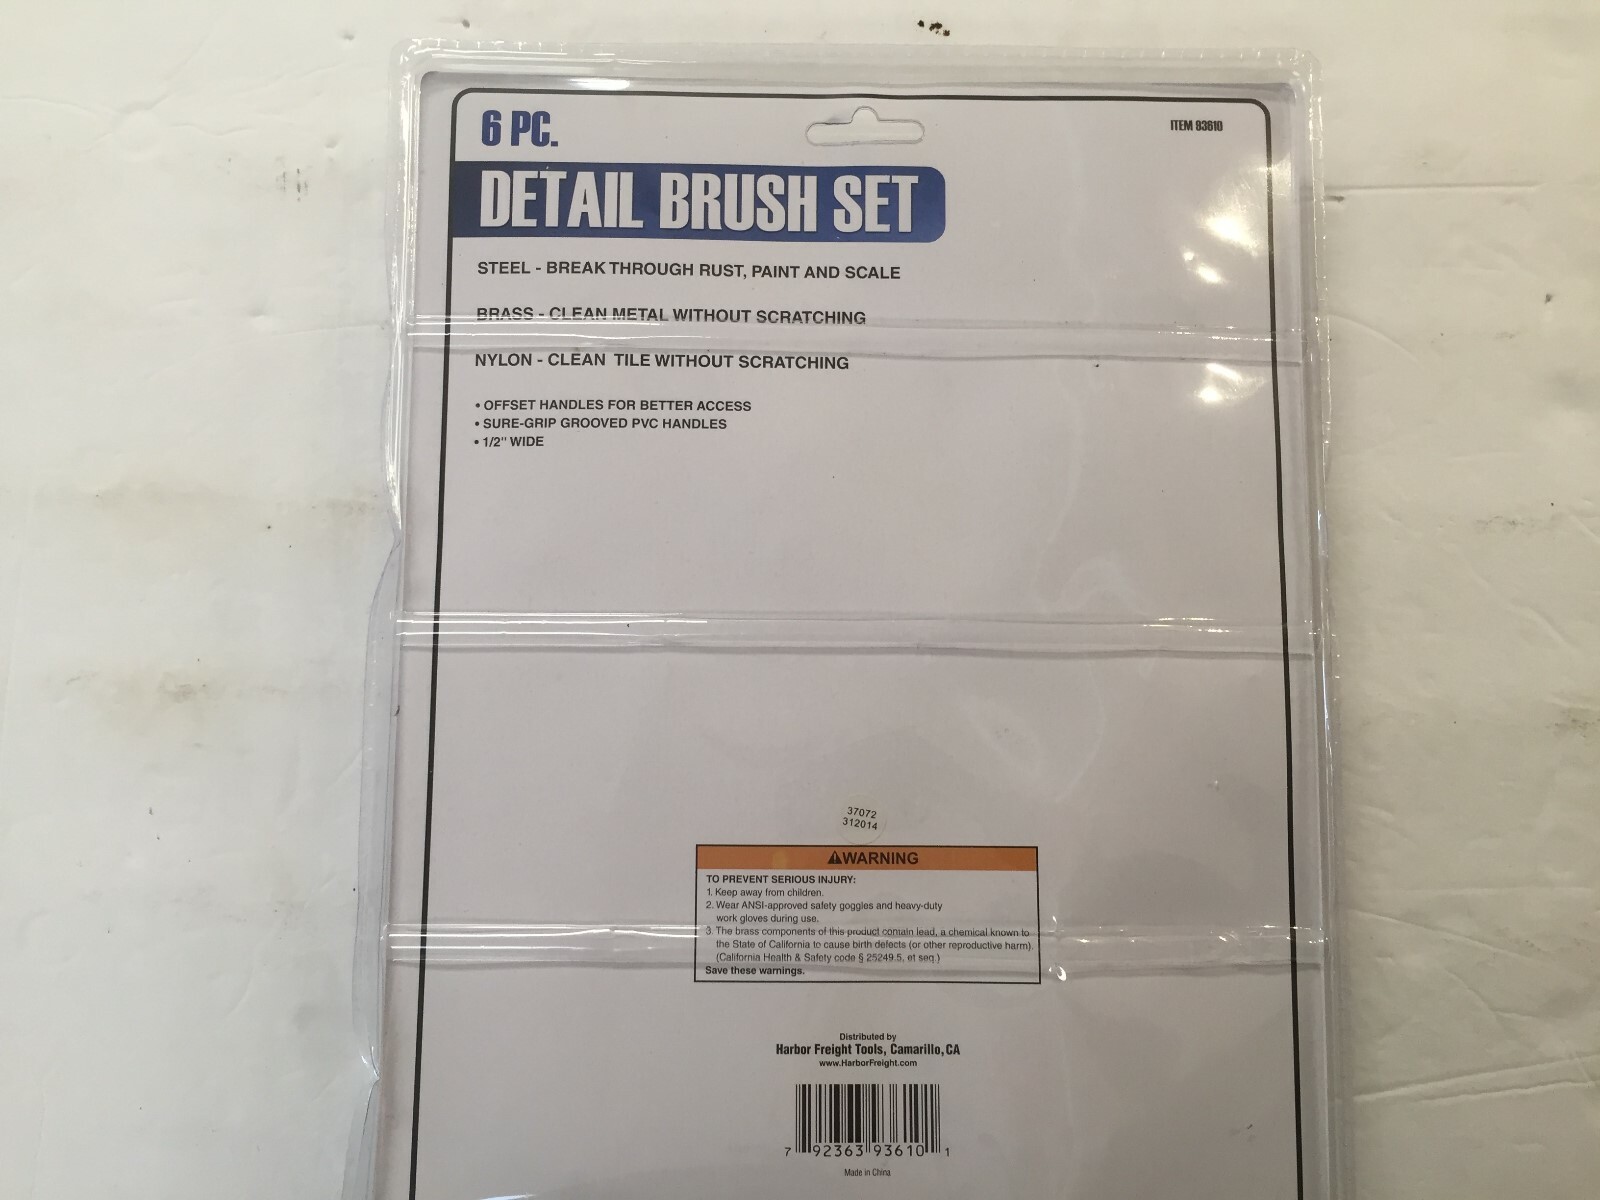 6 PC.
ITEM 93610
DETAIL BRUSH SET
STEEL - BREAK THROUGH RUST, PAINT AND SCALE
BRASS - CLEAN METAL WITHOUT SCRATCHING
NYLON - CLEAN TILE WITHOUT SCRATCHING
• OFFSET HANDLES FOR BETTER ACCESS
• SURE-GRIP GROOVED PVC HANDLES
• 1/2" WIDE
37072
312014
⚠WARNING
TO PREVENT SERIOUS INJURY:
1. Keep away from children.
2. Wear ANSI-approved safety goggles and heavy-duty
work gloves during use.
3. The brass components of this product contain lead, a chemical known to
the State of California to cause birth defects (or other reproductive harm).
(California Health & Safety code § 25249.5, et seq.)
Save these warnings.
Distributed by
Harbor Freight Tools, Camarillo, CA
www.HarborFreight.com
7 92363 93610 1
Made in China